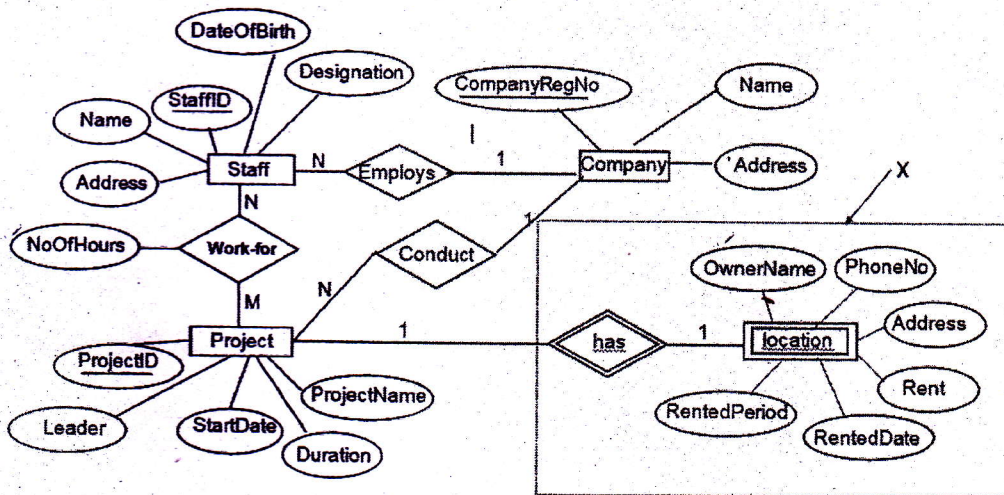 DateOfBirth
Designation
StaffID
Name
Address
Staff
N
Employs
1
CompanyRegNo
Name
Company
Address
X
N
NoOfHours
Work-for
M
Conduct
1
N
Project
1
has
1
location
OwnerName
PhoneNo
Address
Rent
RentedDate
RentedPeriod
ProjectID
Leader
StartDate
Duration
ProjectName